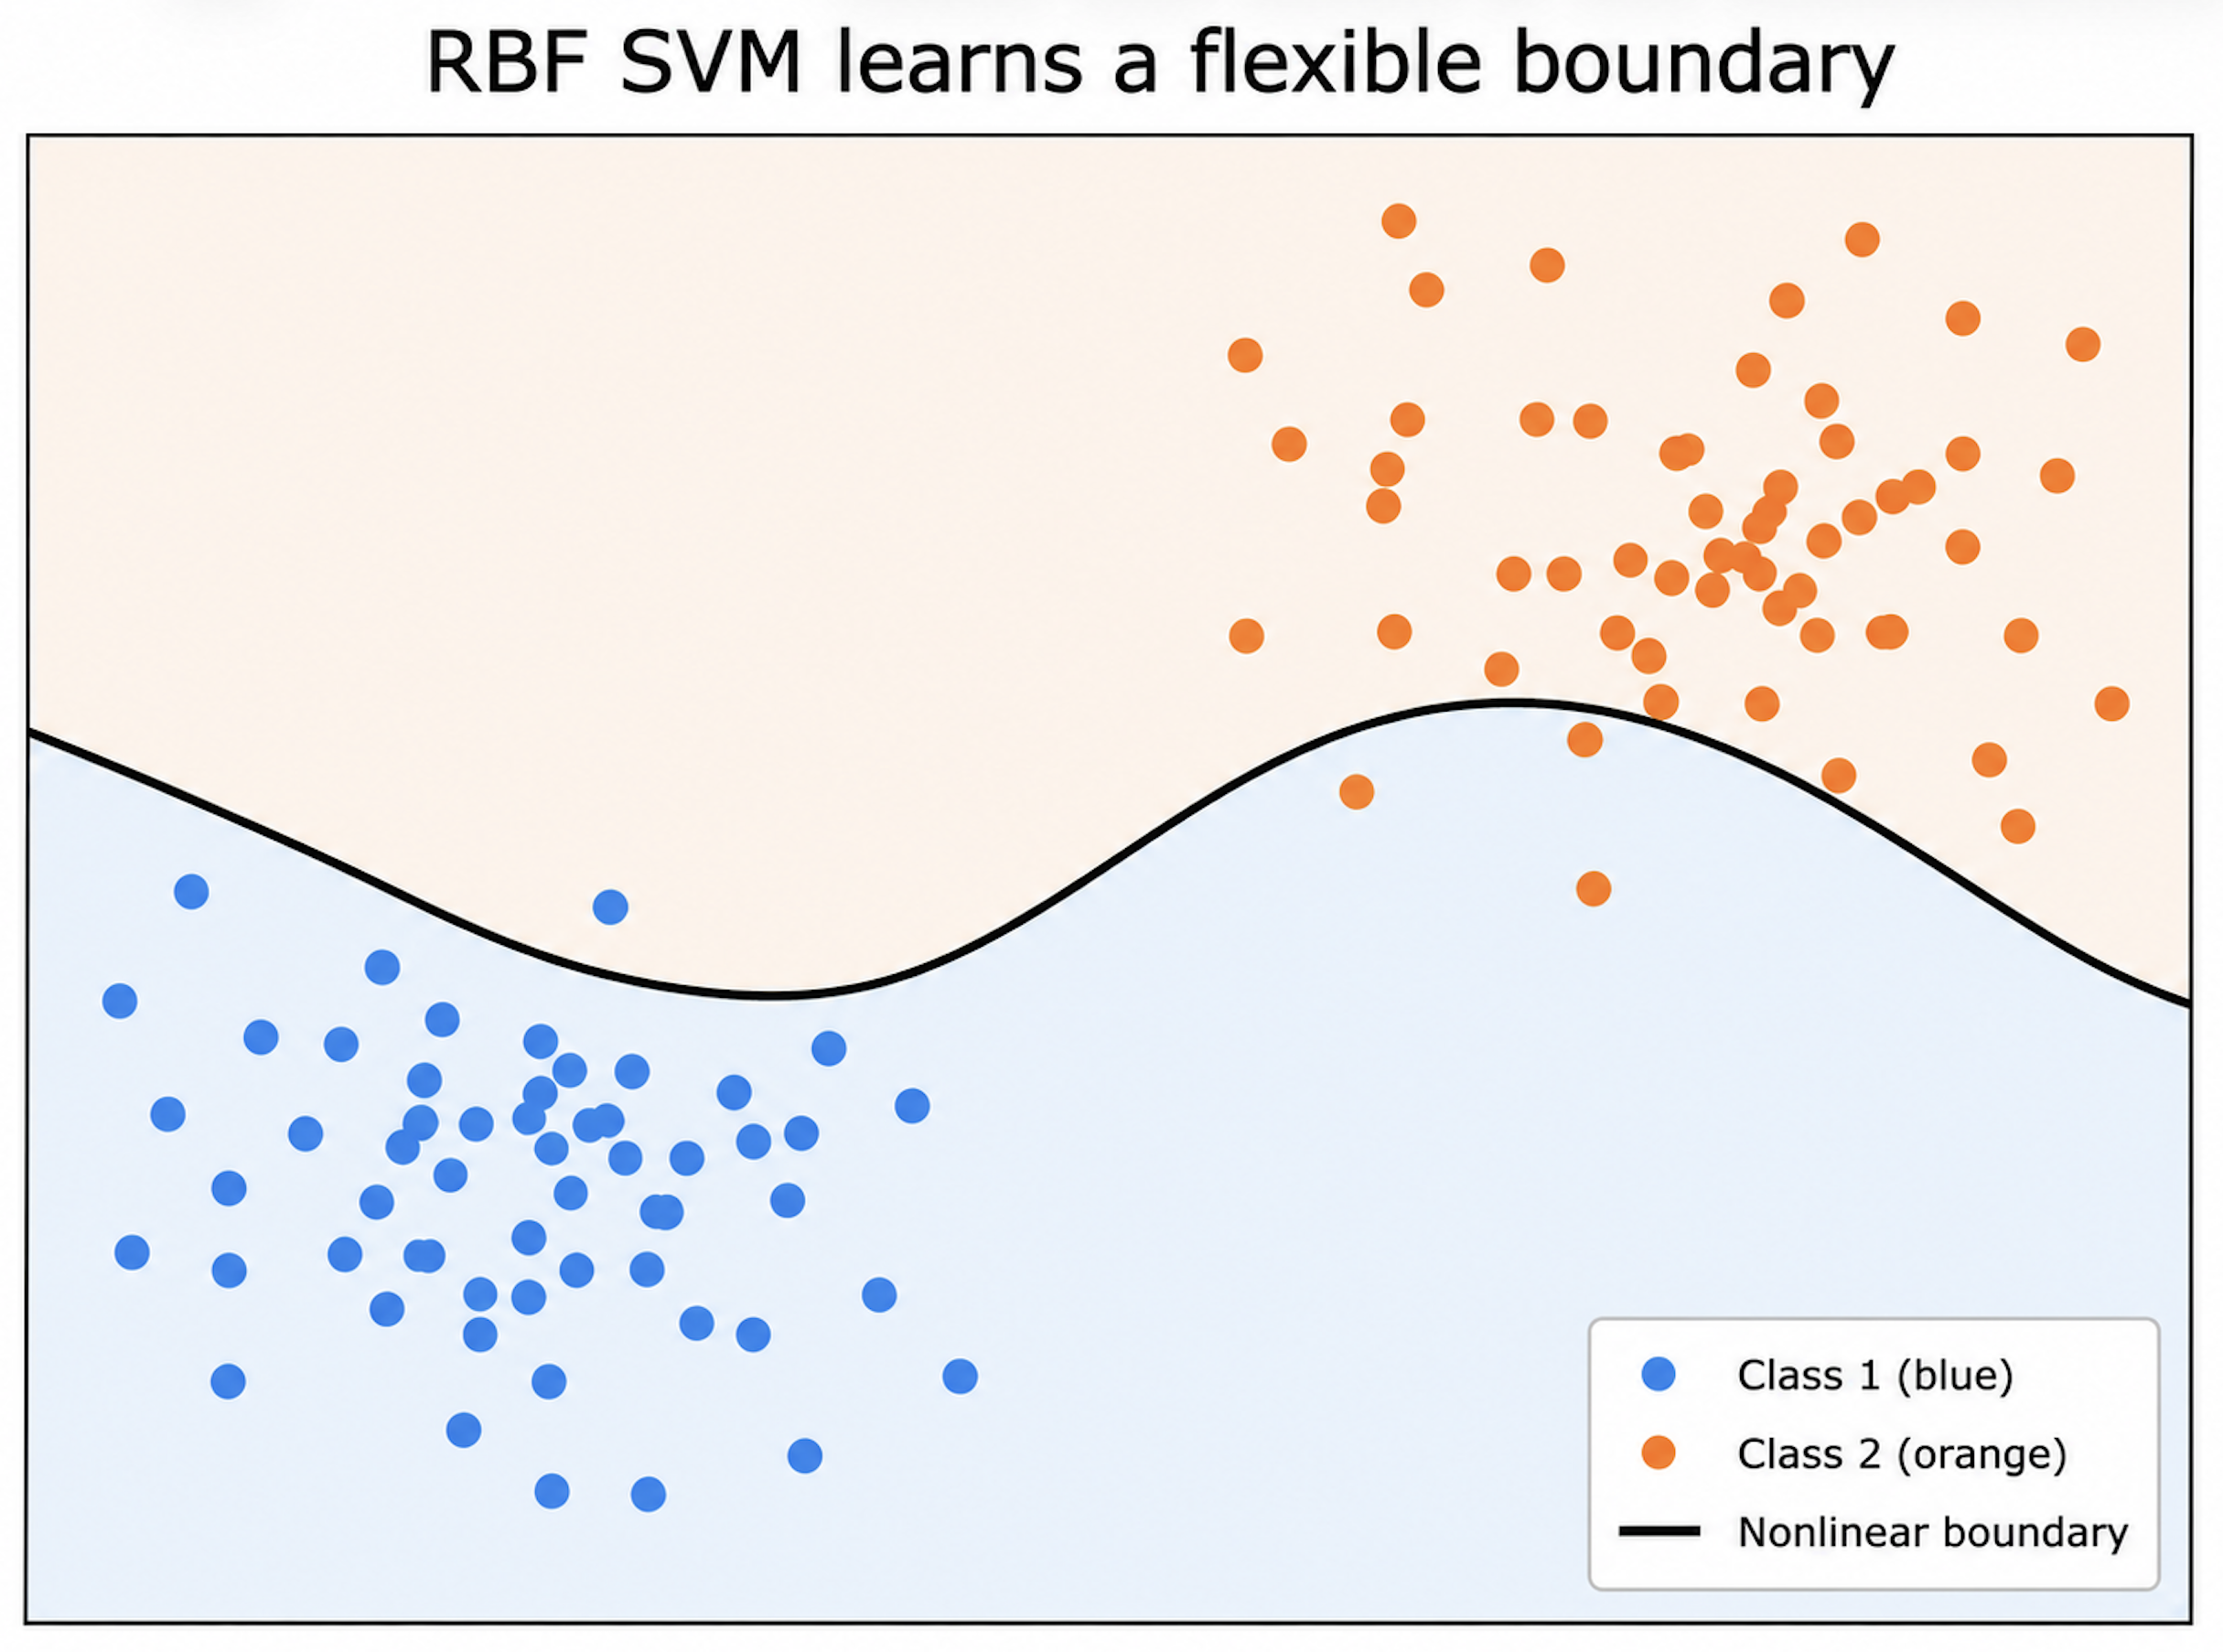 RBF SVM learns a flexible boundary
Class 1 (blue)
Class 2 (orange)
Nonlinear boundary